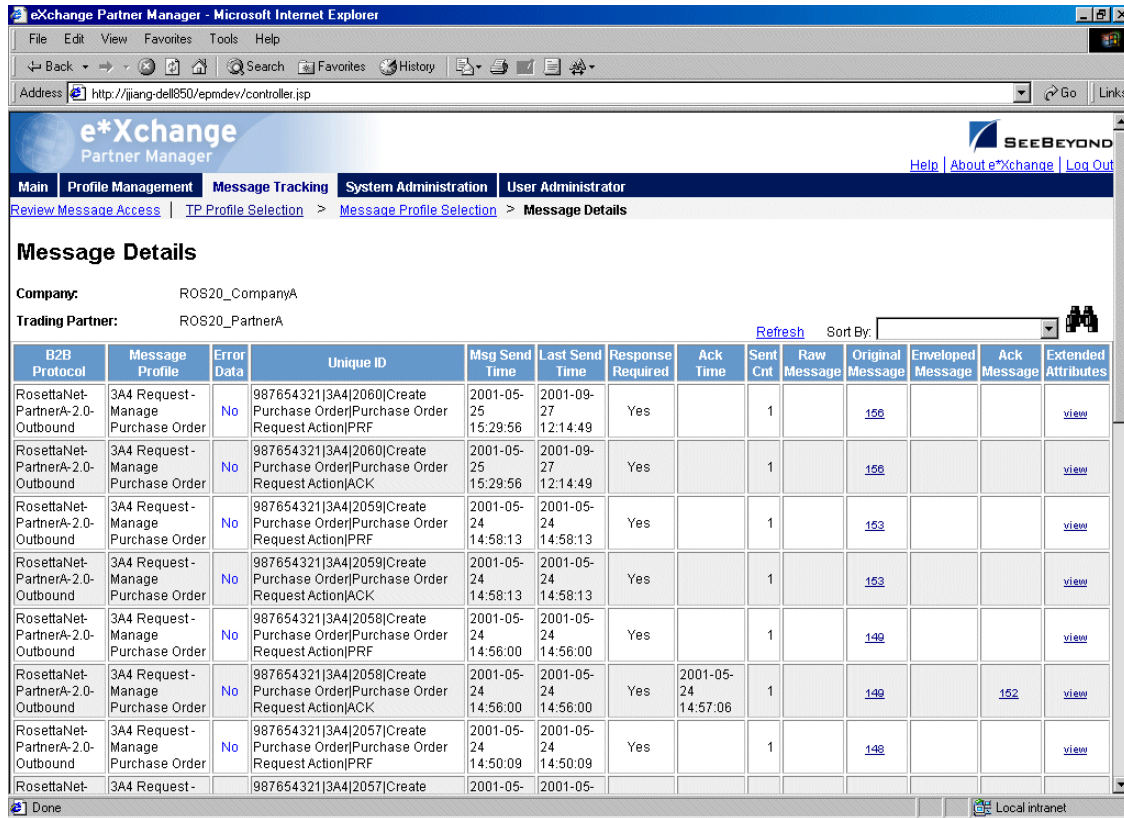 eXchange Partner Manager - Microsoft Internet Explorer
File Edit View Favorites Tools Help
Back Search Favorites History
Address http://jjiang-dell850/epmdev/controller.jsp Go Links
e*Xchange
Partner Manager
SEEBEYOND
Help | About e*Xchange | Log Out
Main Profile Management Message Tracking System Administration User Administrator
Review Message Access | TP Profile Selection > Message Profile Selection > Message Details
Message Details
Company: ROS20_CompanyA
Trading Partner: ROS20_PartnerA
Refresh Sort By:
B2B Message Error Unique ID Msg Send Last Send Response Ack Sent Raw Original Enveloped Ack Extended
Protocol Profile Data Time Time Required Time Cnt Message Message Message Message Attributes
RosettaNet- 3A4 Request- 987654321|3A4|2060|Create 2001-05- 2001-09-
PartnerA-2.0- Manage No Purchase Order|Purchase Order 25 27 Yes 1 156 view
Outbound Purchase Order Request Action|PRF 15:29:56 12:14:49
RosettaNet- 3A4 Request- 987654321|3A4|2060|Create 2001-05- 2001-09-
PartnerA-2.0- Manage No Purchase Order|Purchase Order 25 27 Yes 1 156 view
Outbound Purchase Order Request Action|ACK 15:29:56 12:14:49
RosettaNet- 3A4 Request- 987654321|3A4|2059|Create 2001-05- 2001-05-
PartnerA-2.0- Manage No Purchase Order|Purchase Order 24 24 Yes 1 153 view
Outbound Purchase Order Request Action|PRF 14:58:13 14:58:13
RosettaNet- 3A4 Request- 987654321|3A4|2059|Create 2001-05- 2001-05-
PartnerA-2.0- Manage No Purchase Order|Purchase Order 24 24 Yes 1 153 view
Outbound Purchase Order Request Action|ACK 14:58:13 14:58:13
RosettaNet- 3A4 Request- 987654321|3A4|2058|Create 2001-05- 2001-05-
PartnerA-2.0- Manage No Purchase Order|Purchase Order 24 24 Yes 1 149 view
Outbound Purchase Order Request Action|PRF 14:56:00 14:56:00
RosettaNet- 3A4 Request- 987654321|3A4|2058|Create 2001-05- 2001-05- 2001-05-
PartnerA-2.0- Manage No Purchase Order|Purchase Order 24 24 Yes 24 1 149 152 view
Outbound Purchase Order Request Action|ACK 14:56:00 14:56:00 14:57:06
RosettaNet- 3A4 Request- 987654321|3A4|2057|Create 2001-05- 2001-05-
PartnerA-2.0- Manage No Purchase Order|Purchase Order 24 24 Yes 1 148 view
Outbound Purchase Order Request Action|PRF 14:50:09 14:50:09
RosettaNet- 3A4 Request- 987654321|3A4|2057|Create 2001-05- 2001-05-
Done Local intranet